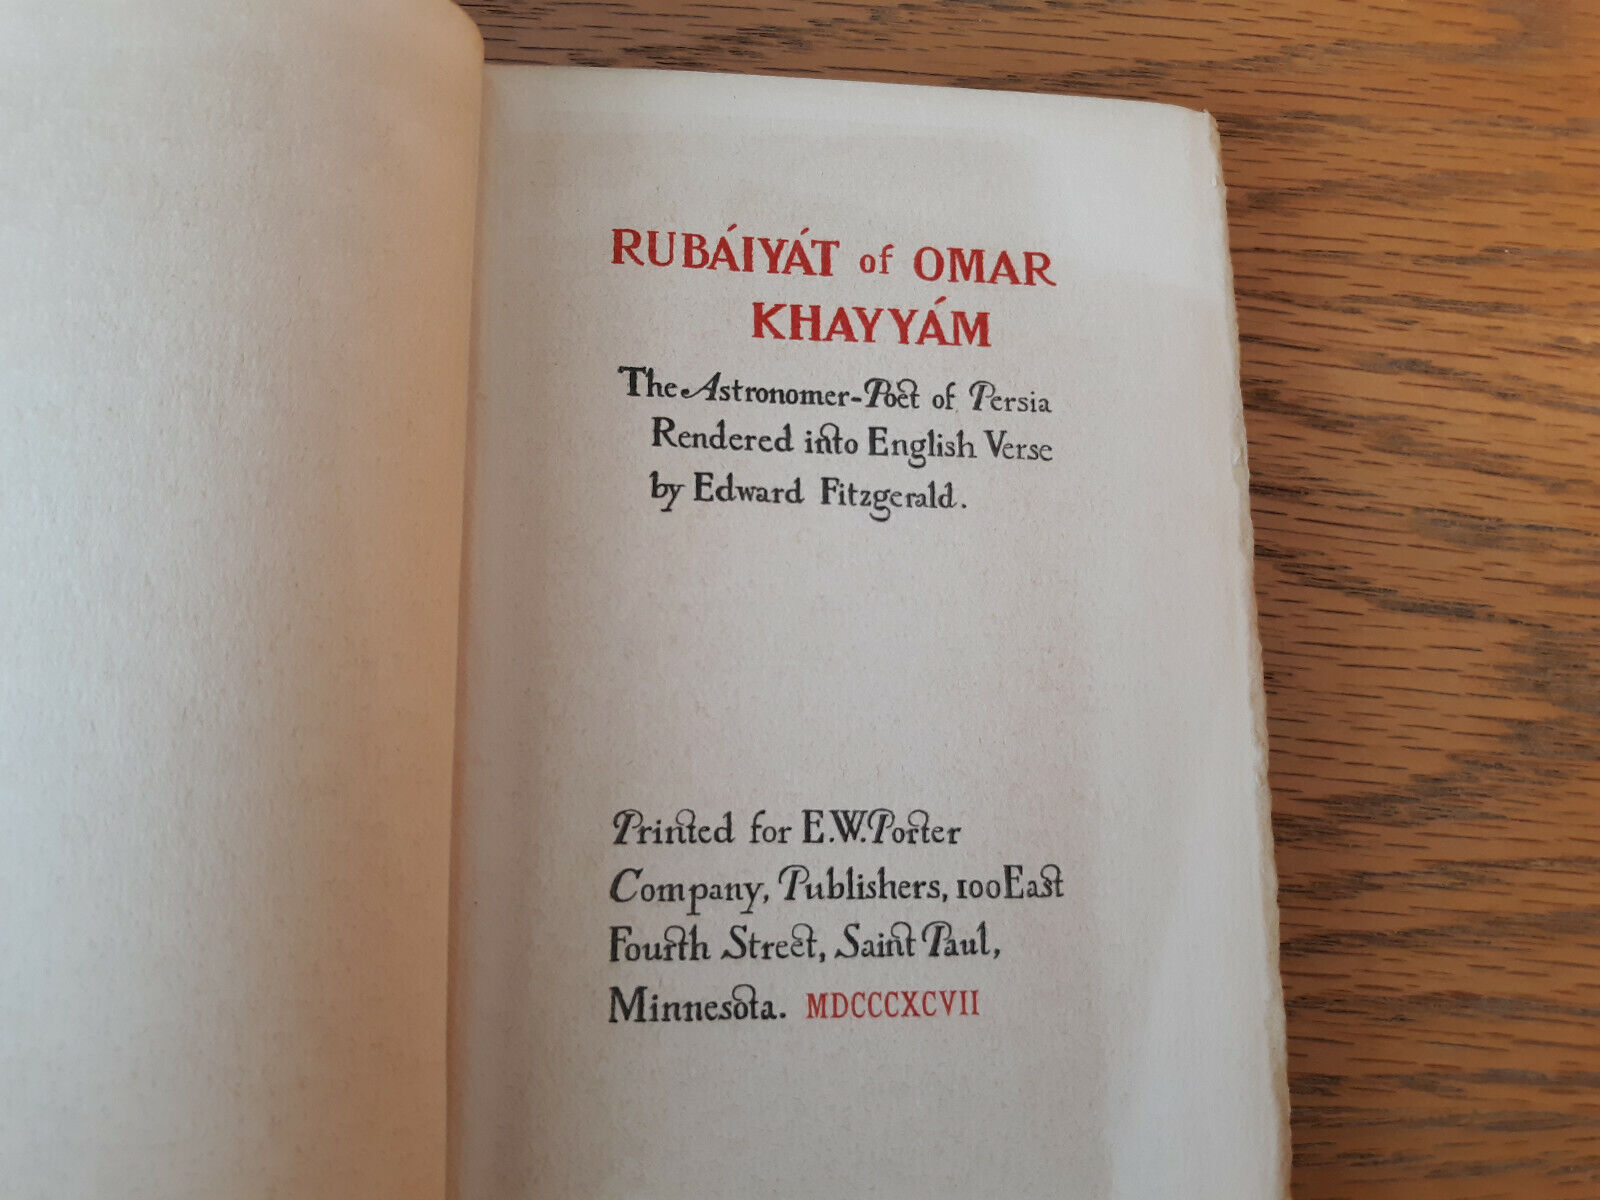 RUBÁIYÁT of OMAR
KHAYYÁM
The Astronomer-Poet of Persia
Rendered into English Verse
by Edward Fitzgerald.
Printed for E.W.Porter
Company, Publishers, 100 East
Fourth Street, Saint Paul,
Minnesota. MDCCCXCVII